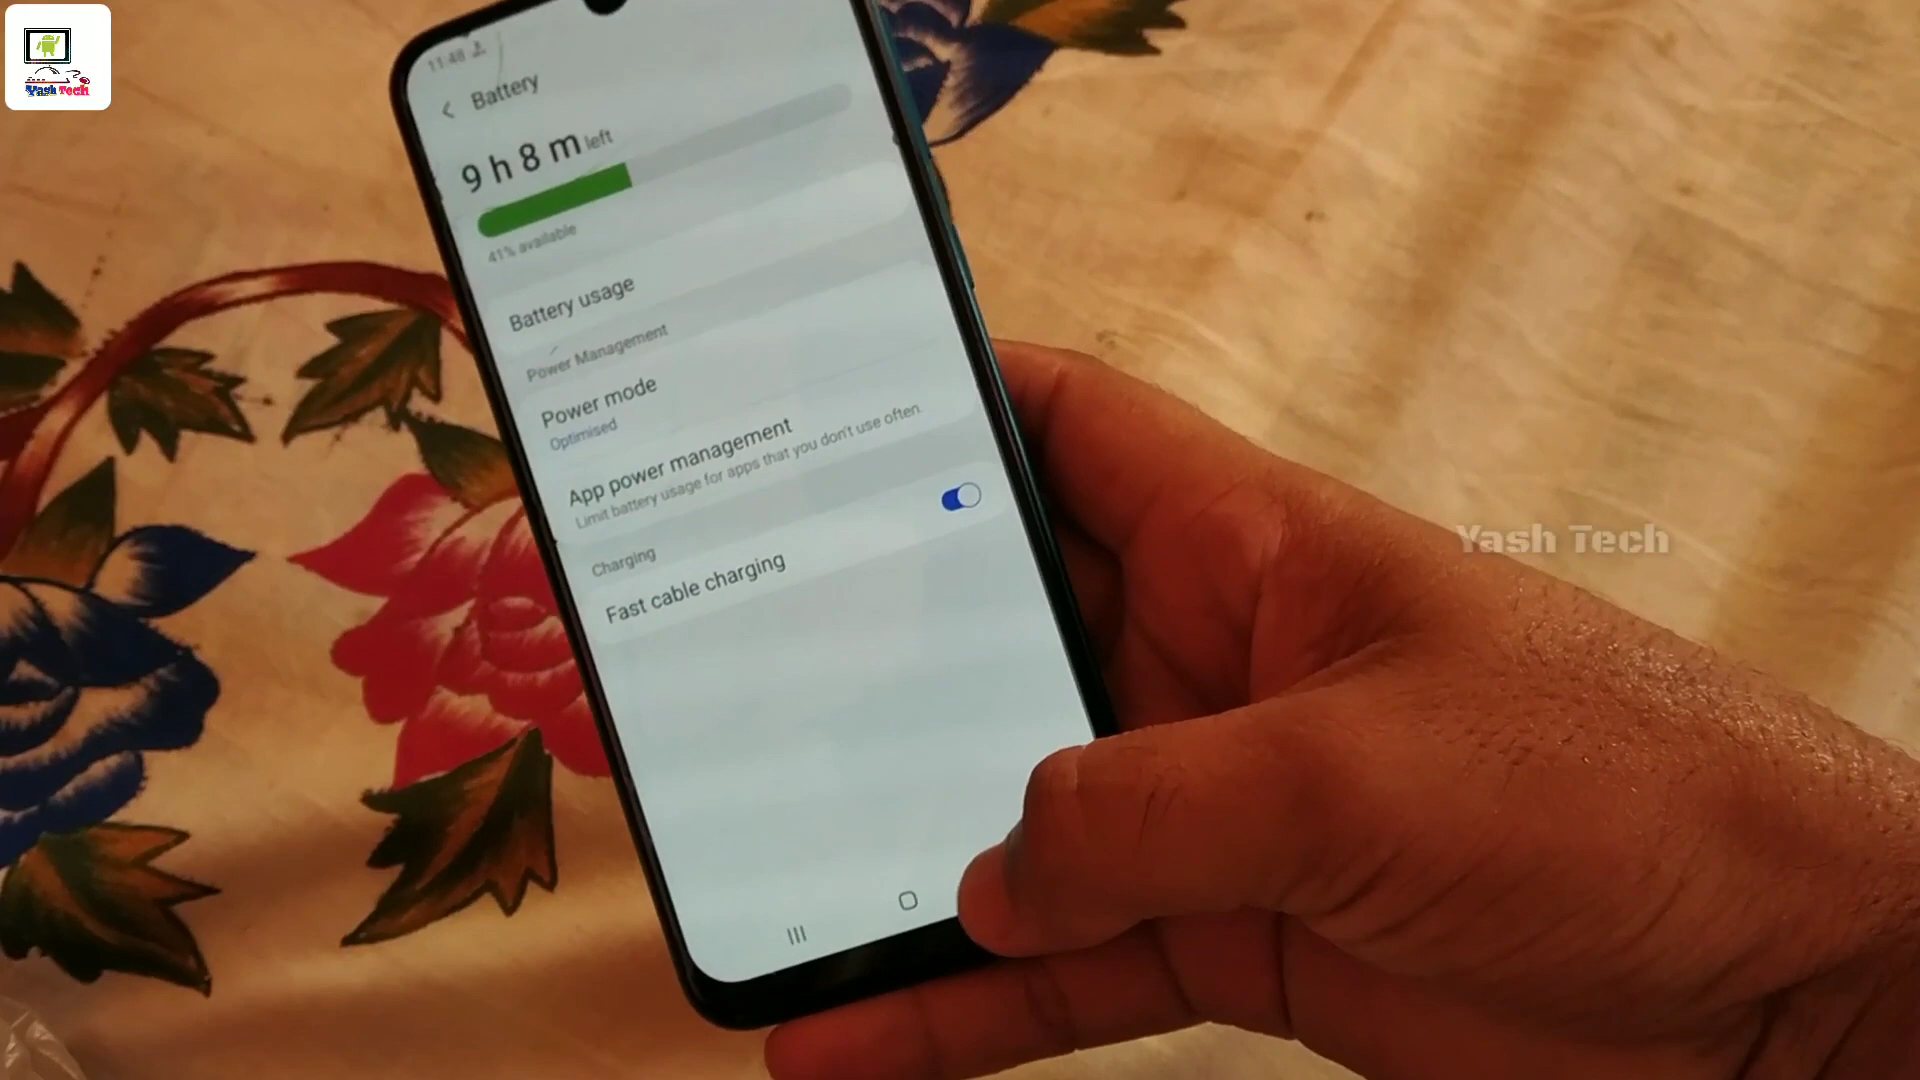 Yash Tech
11:48
Battery
9 h 8 m left
41% available
Battery usage
Power Management
Power mode
Optimised
App power management
Limit battery usage for apps that you don't use often.
Charging
Fast cable charging
Yash Tech